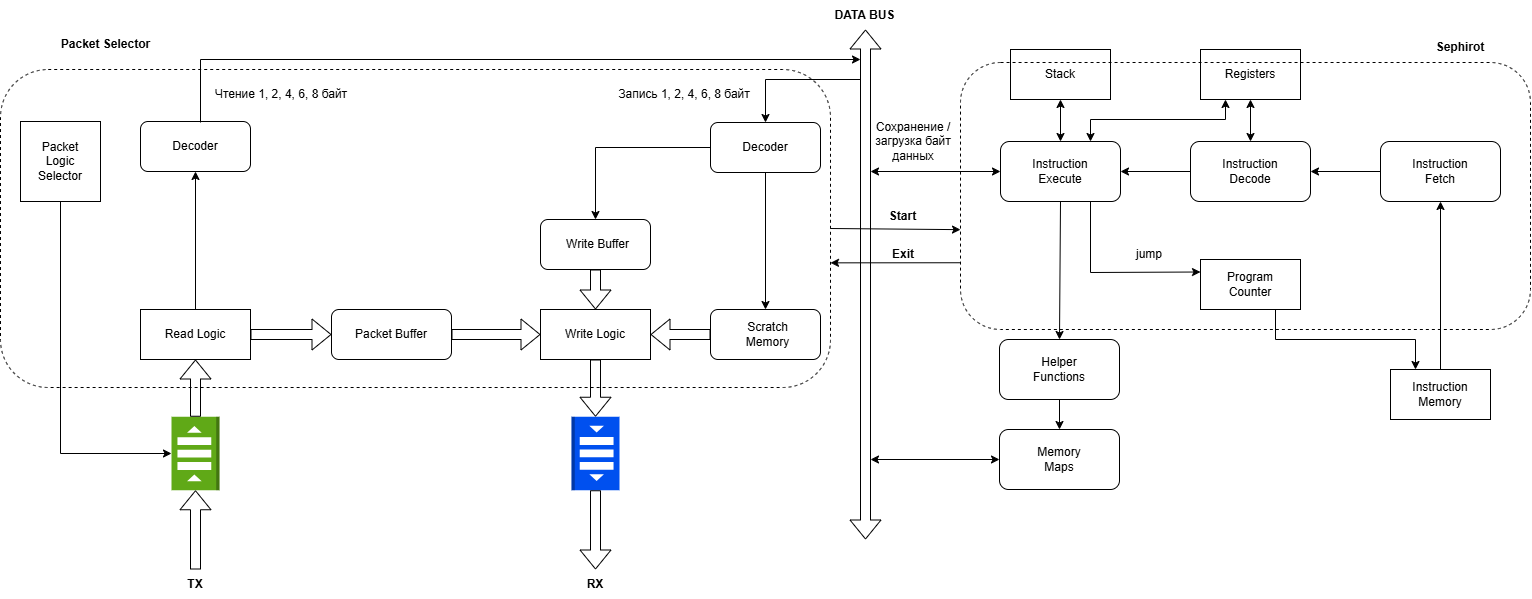 DATA BUS
Packet Selector
Sephirot
Stack
Registers
Чтение 1, 2, 4, 6, 8 байт
Запись 1, 2, 4, 6, 8 байт
Packet
Logic
Selector
Decoder
Decoder
Сохранение /
загрузка байт
данных
Instruction
Execute
Instruction
Decode
Instruction
Fetch
Start
Write Buffer
Exit
jump
Program
Counter
Read Logic
Packet Buffer
Write Logic
Scratch
Memory
Helper
Functions
Instruction
Memory
Memory
Maps
TX
RX